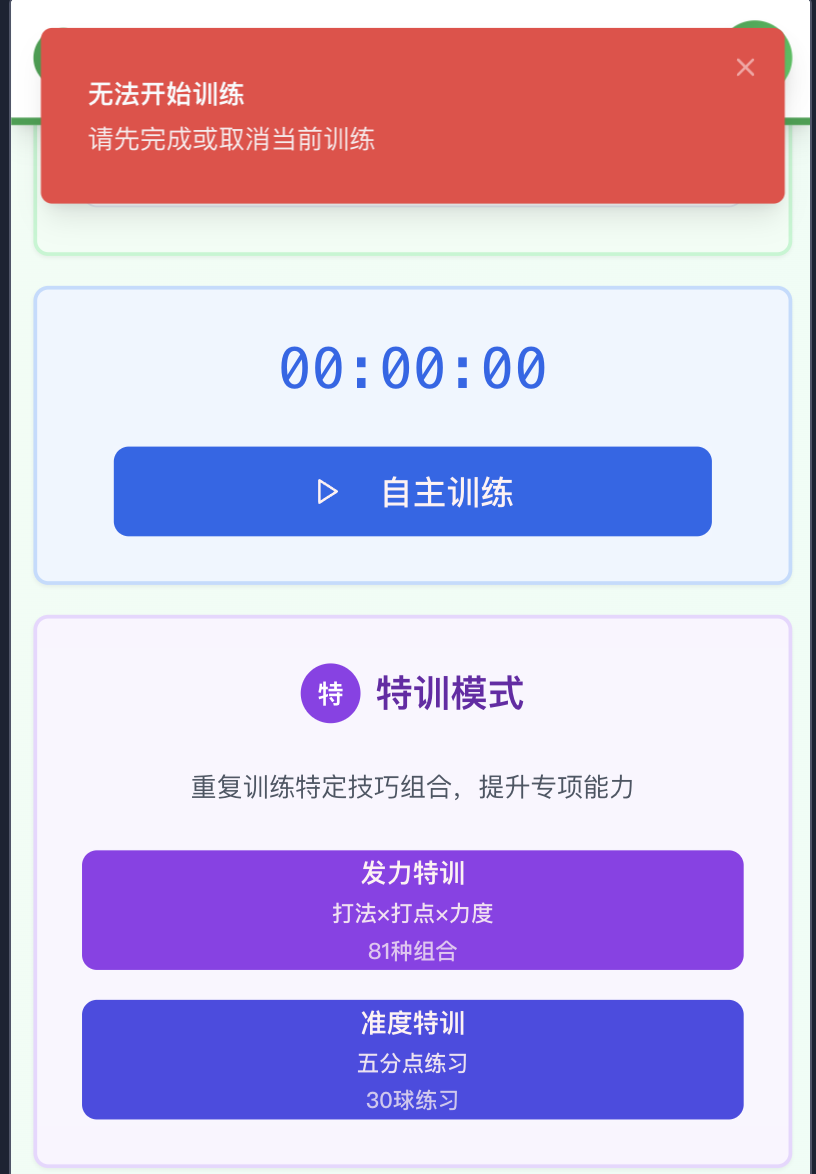 无法开始训练
请先完成或取消当前训练
00:00:00
自主训练
特 特训模式
重复训练特定技巧组合，提升专项能力
发力特训
打法×打点×力度
81种组合
准度特训
五分点练习
30球练习